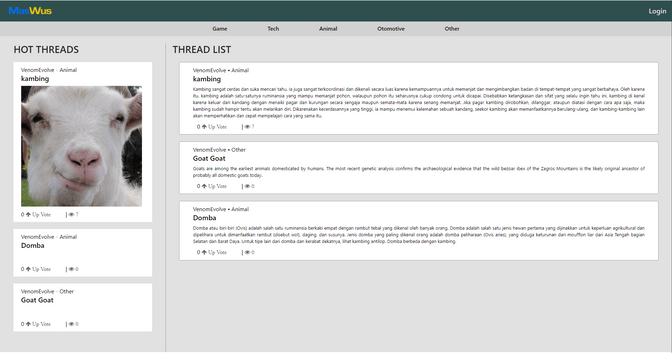 MasWus
Login
Game Tech Animal Otomotive Other
HOT THREADS
VenomEvolve · Animal
kambing
0 Up Vote | 7
VenomEvolve · Animal
Domba
0 Up Vote | 0
VenomEvolve · Other
Goat Goat
0 Up Vote | 0
THREAD LIST
VenomEvolve • Animal
kambing
Kambing sangat cerdas dan suka mencari tahu, ia juga sangat terkoordinasi dan dikenal secara luas karena kemampuannya untuk memanjat dan mengimbangkan badan di tempat-tempat yang sangat berbahaya. Oleh karena
itu, kambing adalah satu-satunya ruminansia yang mampu memanjat pohon, walaupun pohon itu seharusnya cukup condong untuk dicapai. Disebabkan ketangkasan dan sifat yang selalu ingin tahu ini, kambing di kenal
karena keluar dari kandang dengan menaiki pagar dan kurungan secara sengaja maupun semata-mata karena senang memanjat. Jika pagar kambing dirobohkan, dilanggar, ataupun diatasi dengan cara apa saja, maka
kambing sudah hampir tentu akan melarikan diri. Dikarenakan kecerdasannya yang tinggi, ia mampu menemui kelemahan sebuah kandang, seekor kambing akan memanfaatkannya berulang ulang, dan kambing-kambing lain
akan memperhatikan dan cepat mempelajari cara yang sama itu.
0 Up Vote | 7
VenomEvolve • Other
Goat Goat
Goats are among the earliest animals domesticated by humans. The most recent genetic analysis confirms the archaeological evidence that the wild bezoar ibex of the Zagros Mountains is the likely original ancestor of
probably all domestic goats today.
0 Up Vote | 0
VenomEvolve • Animal
Domba
Domba atau biri-biri (Ovis) adalah salah satu ruminansia berkaki empat dengan rambut tebal yang dikenal oleh banyak orang. Domba adalah salah satu jenis hewan pertama yang dijinakkan untuk keperluan agrikultural dan
dipelihara untuk dimanfaatkan rambut (disebut wol), daging, dan susunya. Jenis domba yang paling dikenal orang adalah domba peliharaan (Ovis aries), yang diduga keturunan dari moufflon liar dari Asia Tengah bagian
Selatan dan Barat Daya. Untuk tipe lain dari domba dan kerabat dekatnya, lihat kambing antilop. Domba berbeda dengan kambing.
0 Up Vote | 0